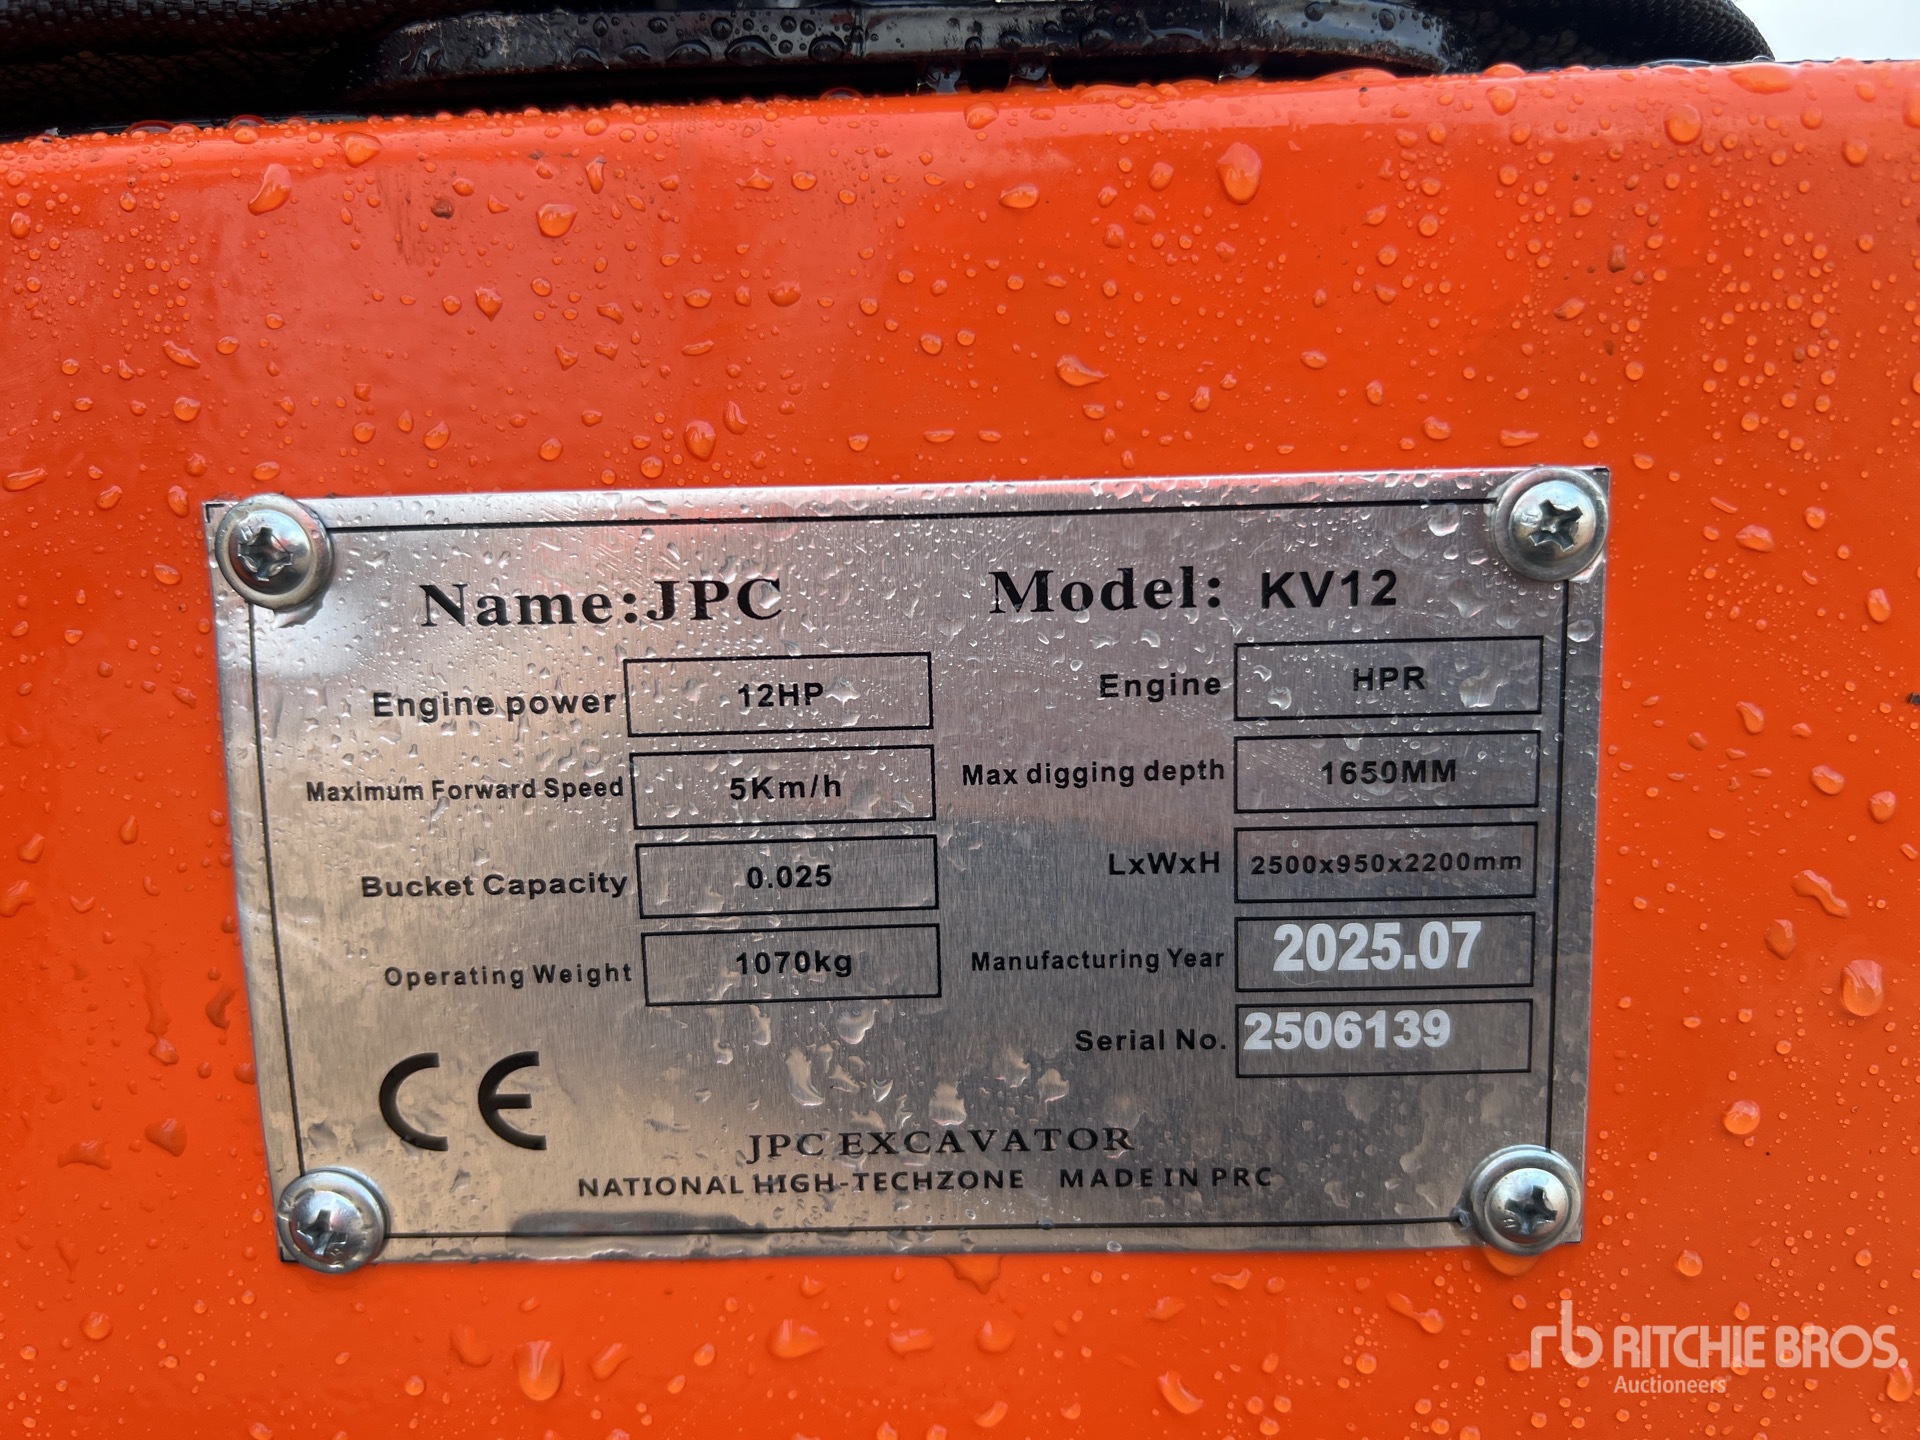 Name:JPC Model: KV12
Engine power 12HP Engine HPR
Maximum Forward Speed 5Km/h Max digging depth 1650MM
Bucket Capacity 0.025 LxWxH 2500x950x2200mm
Operating Weight 1070kg Manufacturing Year 2025.07
Serial No. 2506139
CE
JPC EXCAVATOR
NATIONAL HIGH-TECHZONE MADE IN PRC
rb RITCHIE BROS.
Auctioneers